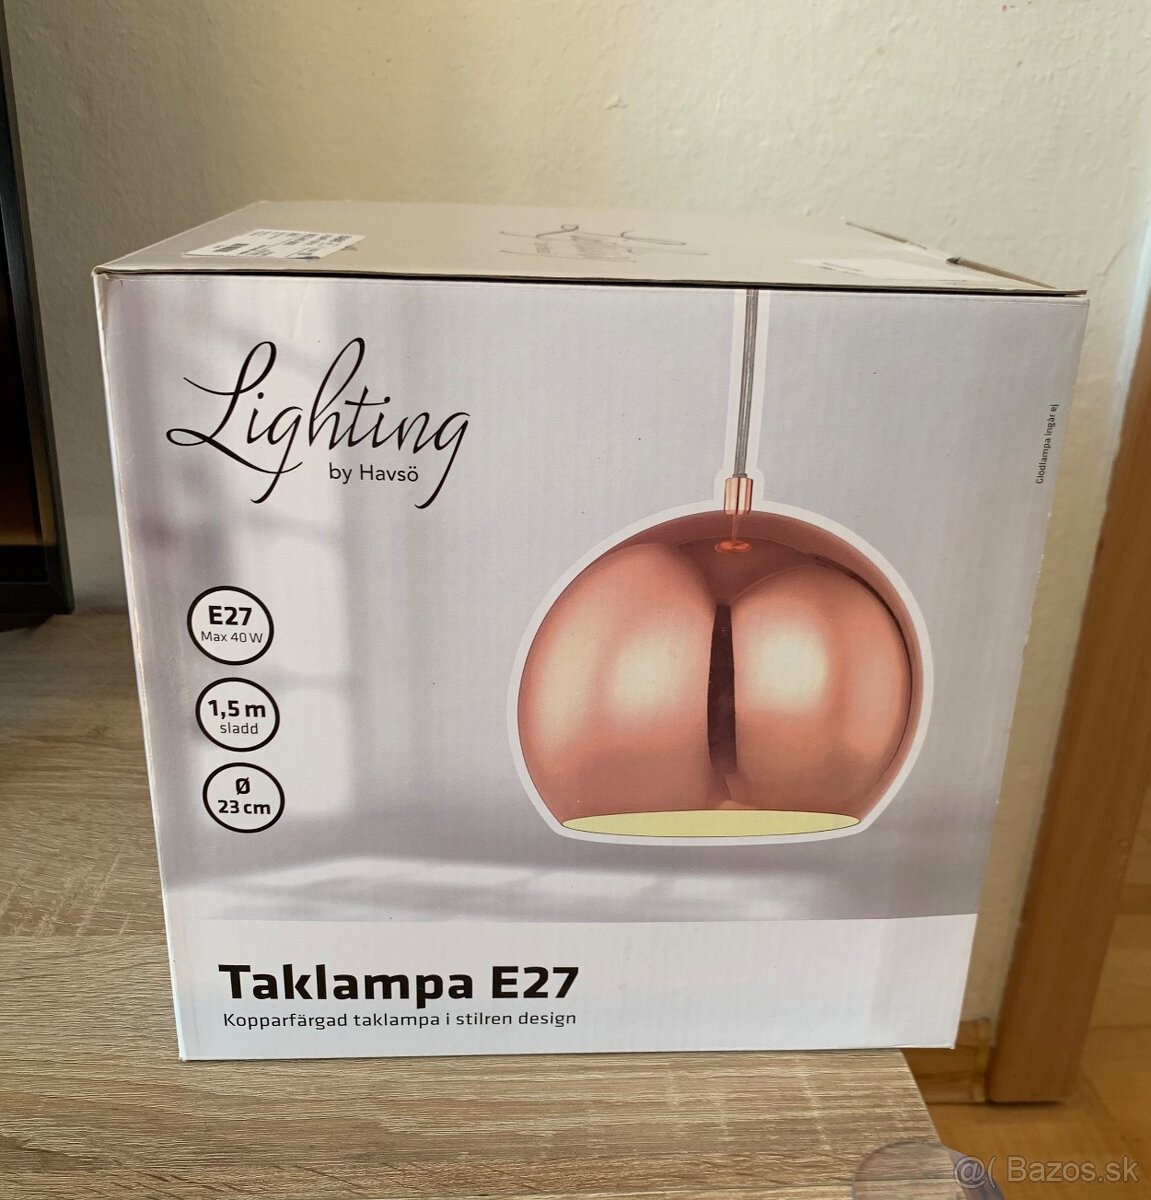 Lighting
by Havsö
Glödlampa ingår ej
E27
Max 40 W
1,5 m
sladd
Ø
23 cm
Taklampa E27
Kopparfärgad taklampa i stilren design
@( Bazos.sk